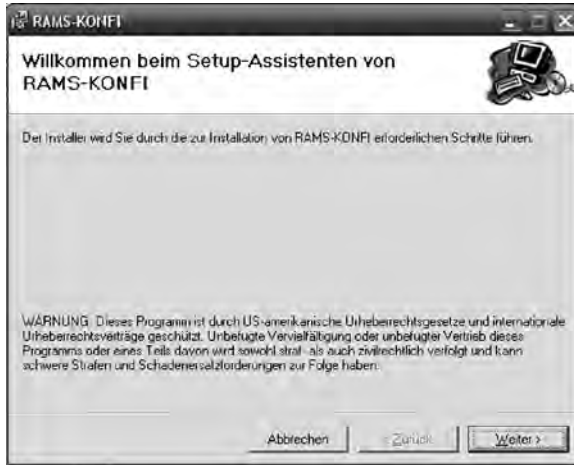 RAMS-KONFI
Willkommen beim Setup-Assistenten von
RAMS-KONFI
Der Installer wird Sie durch die zur Installation von RAMS-KONFI erforderlichen Schritte führen.
WARNUNG: Dieses Programm ist durch US-amerikanische Urheberrechtsgesetze und internationale
Urheberrechtsverträge geschützt. Unbefugte Vervielfältigung oder unbefugter Vertrieb dieses
Programms oder eines Teils davon wird sowohl straf- als auch zivilrechtlich verfolgt und kann
schwere Strafen und Schadenersatzforderungen zur Folge haben.
Abbrechen
< Zurück
Weiter >